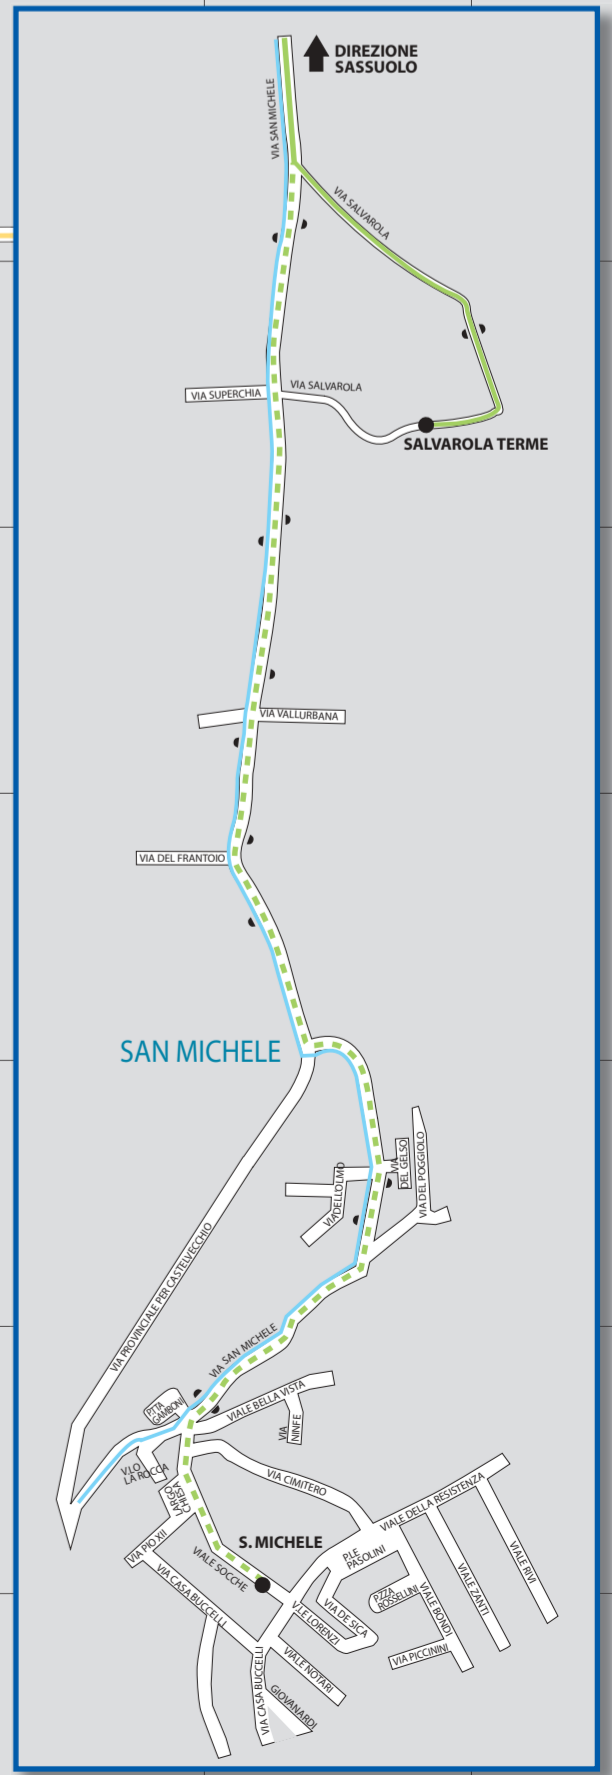 DIREZIONE
SASSUOLO
VIA SAN MICHELE
VIA SALVAROLA
VIA SUPERCHIA
VIA SALVAROLA
SALVAROLA TERME
VIA VALLURBANA
VIA DEL FRANTOIO
SAN MICHELE
VIA
DEL GELSO
VIA DEL POGGIOLO
VIA DELL'OLMO
VIA PROVINCIALE PER CASTELVECCHIO
VIA SAN MICHELE
P.TTA
GAMBONI
VIALE BELLA VISTA
VIA
NINFE
V.LO
LA ROCCA
LARGO
CHIESA
VIA CIMITERO
VIALE DELLA RESISTENZA
VIA PIO XII
S. MICHELE
VIALE SOCCHE
P.LE
PASOLINI
VIALE RIVI
VIALE ZANTI
P.ZZA
ROSSELLINI
VIALE BONDI
VIA CASA BUCCELLI
VIA DE SICA
V.LE LORENZI
VIA PICCININI
VIALE NOTARI
VIA CASA BUCCELLI
GIOVANARDI